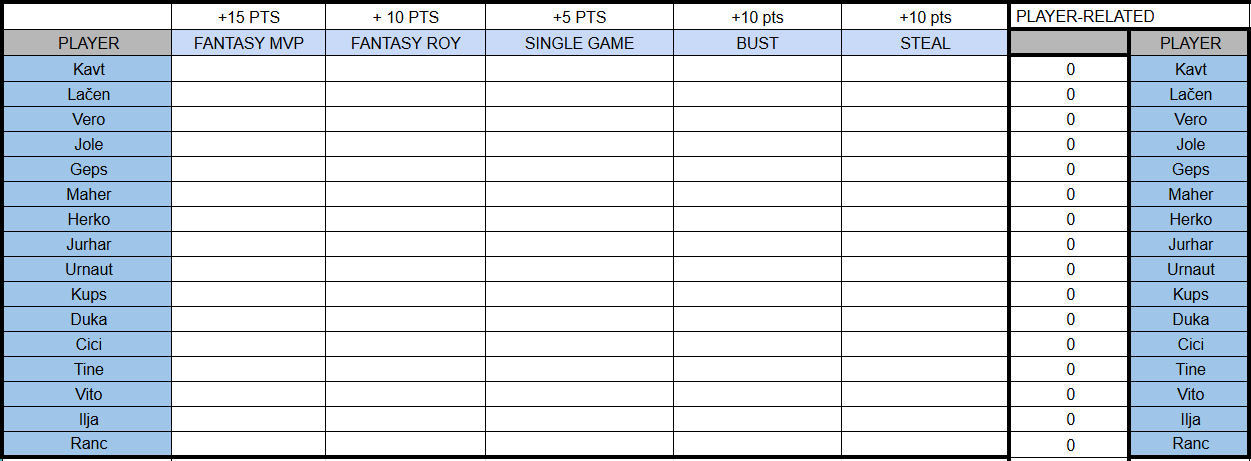 +15 PTS + 10 PTS +5 PTS +10 pts +10 pts PLAYER-RELATED
PLAYER FANTASY MVP FANTASY ROY SINGLE GAME BUST STEAL PLAYER
Kavt 0 Kavt
Lačen 0 Lačen
Vero 0 Vero
Jole 0 Jole
Geps 0 Geps
Maher 0 Maher
Herko 0 Herko
Jurhar 0 Jurhar
Urnaut 0 Urnaut
Kups 0 Kups
Duka 0 Duka
Cici 0 Cici
Tine 0 Tine
Vito 0 Vito
Ilja 0 Ilja
Ranc 0 Ranc